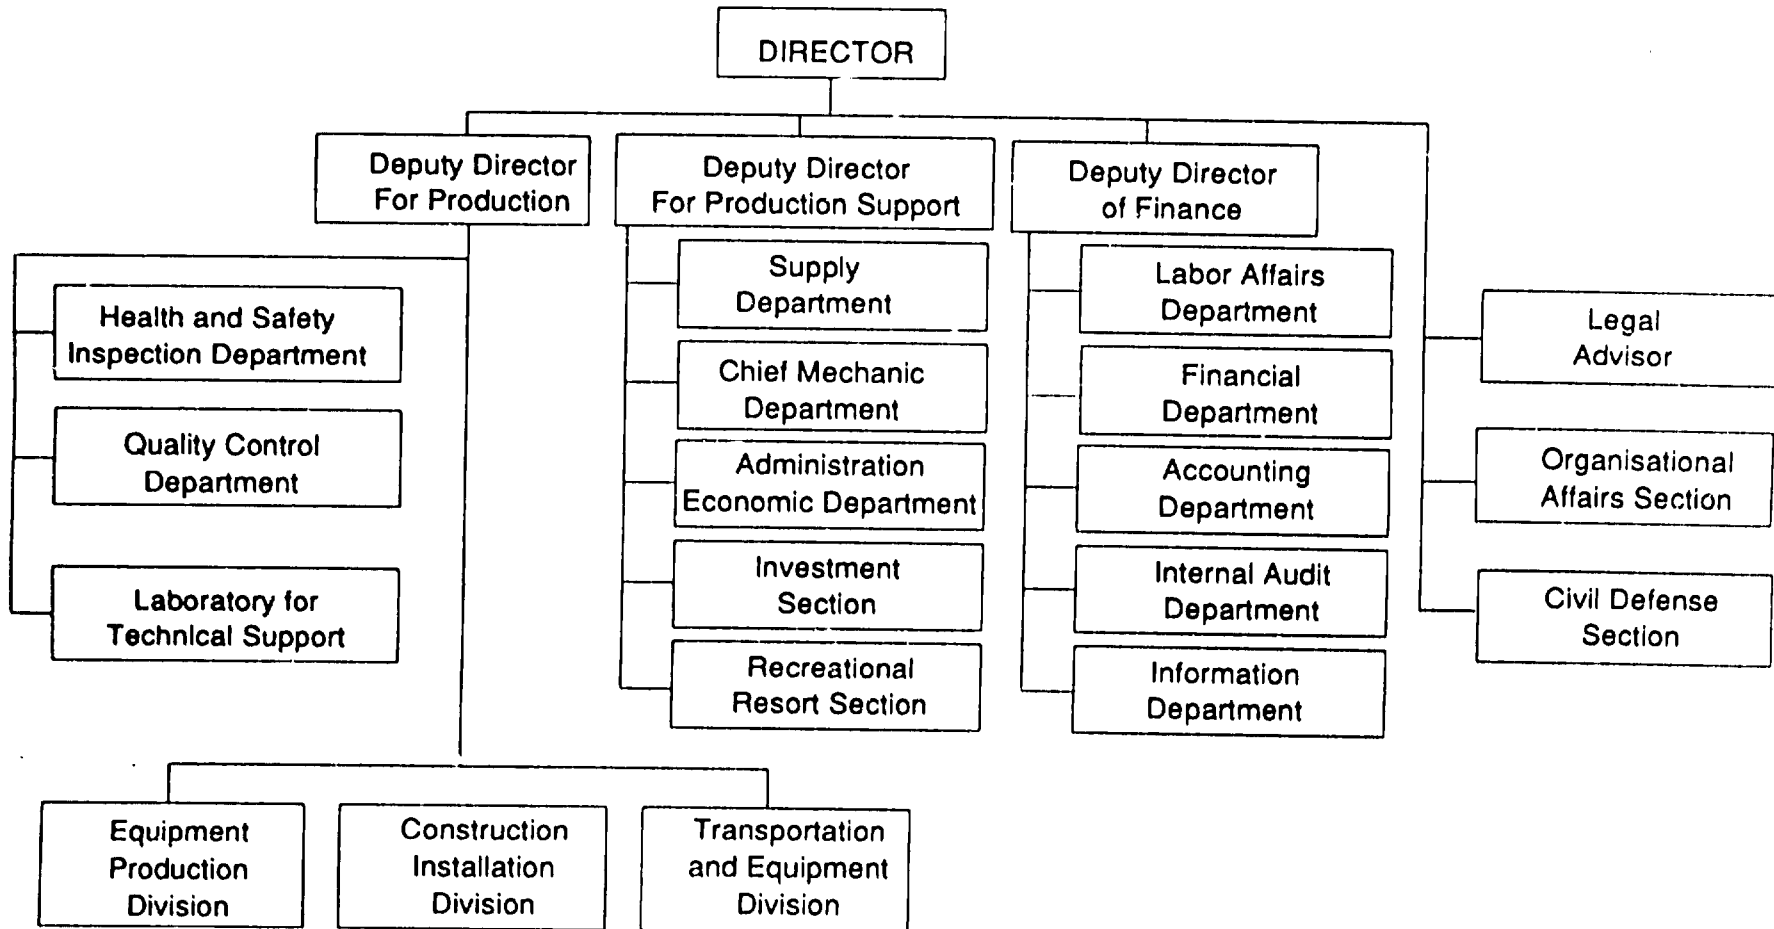 DIRECTOR
Deputy Director
For Production
Deputy Director
For Production Support
Deputy Director
of Finance
Health and Safety
Inspection Department
Quality Control
Department
Laboratory for
Technical Support
Supply
Department
Chief Mechanic
Department
Administration
Economic Department
Investment
Section
Recreational
Resort Section
Labor Affairs
Department
Financial
Department
Accounting
Department
Internal Audit
Department
Information
Department
Legal
Advisor
Organisational
Affairs Section
Civil Defense
Section
Equipment
Production
Division
Construction
Installation
Division
Transportation
and Equipment
Division